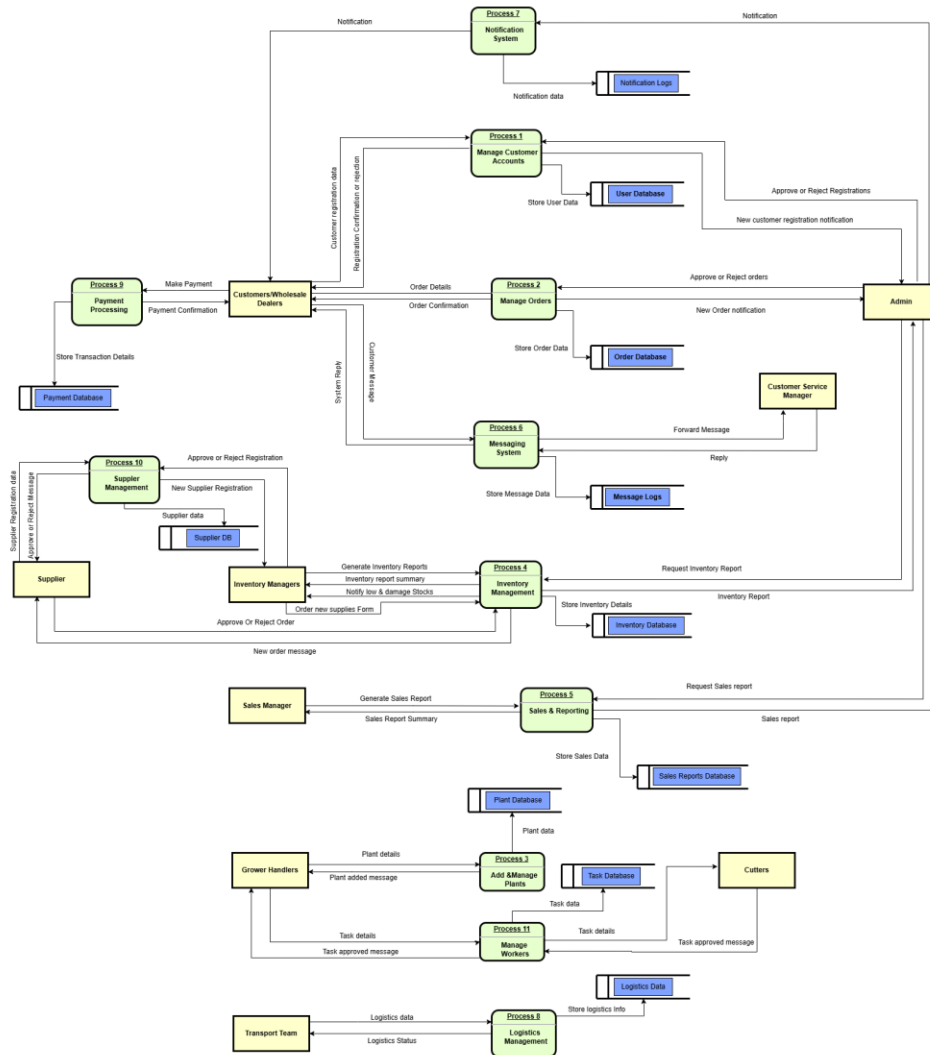 Process 7
Notification
System
Notification
Notification
Notification data
Notification Logs
Process 1
Manage Customer
Accounts
Customer registration data
Registration Confirmation or rejection
Store User Data
User Database
Approve or Reject Registrations
New customer registration notification
Process 9
Payment
Processing
Make Payment
Payment Confirmation
Customers/Wholesale
Dealers
Order Details
Order Confirmation
Process 2
Manage Orders
Approve or Reject orders
New Order notification
Admin
Store Transaction Details
Payment Database
Store Order Data
Order Database
System Reply
Customer Message
Customer Service
Manager
Process 6
Messaging
System
Forward Message
Reply
Store Message Data
Message Logs
Process 10
Suppler
Management
Supplier Registration data
Approve or Reject Message
Approve or Reject Registration
New Supplier Registration
Supplier data
Supplier DB
Supplier
Inventory Managers
Generate Inventory Reports
Inventory report summary
Notify low & damage Stocks
Order new supplies Form
Process 4
Inventory
Management
Request Inventory Report
Inventory Report
Store Inventory Details
Inventory Database
Approve Or Reject Order
New order message
Sales Manager
Generate Sales Report
Sales Report Summary
Process 5
Sales & Reporting
Request Sales report
Sales report
Store Sales Data
Sales Reports Database
Plant Database
Plant data
Grower Handlers
Plant details
Plant added message
Process 3
Add &Manage
Plants
Task Database
Task data
Cutters
Task details
Task approved message
Process 11
Manage
Workers
Task details
Task approved message
Logistics Data
Store logistics Info
Transport Team
Logistics data
Logistics Status
Process 8
Logistics
Management